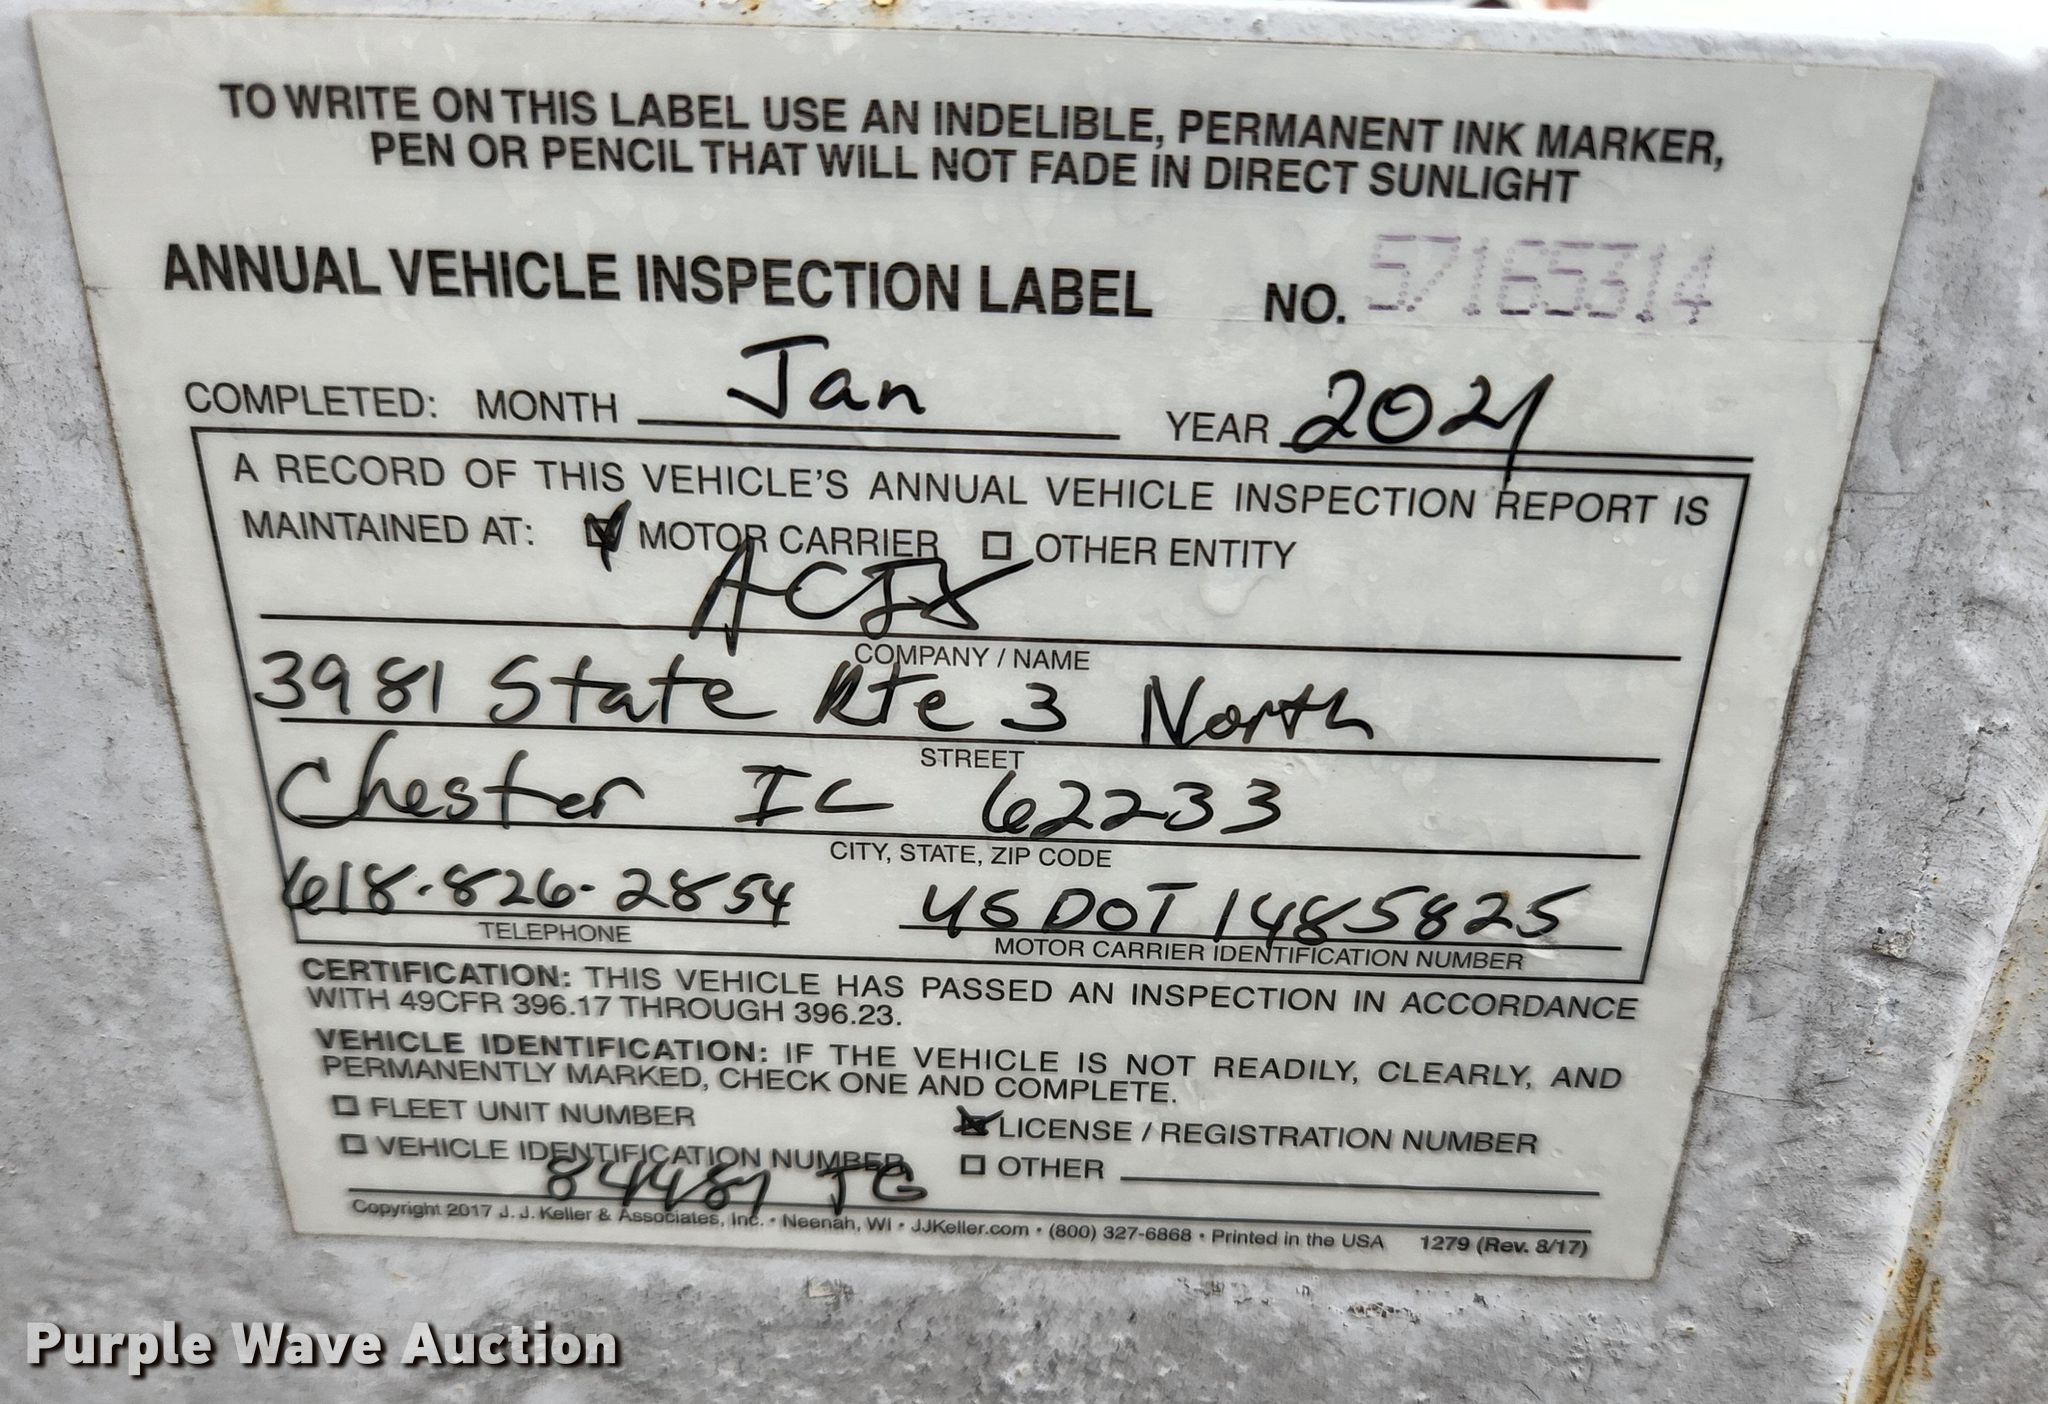 TO WRITE ON THIS LABEL USE AN INDELIBLE, PERMANENT INK MARKER,
PEN OR PENCIL THAT WILL NOT FADE IN DIRECT SUNLIGHT
ANNUAL VEHICLE INSPECTION LABEL NO. 57165314
COMPLETED: MONTH Jan YEAR
A RECORD OF THIS VEHICLE'S ANNUAL VEHICLE INSPECTION REPORT IS
MAINTAINED AT: MOTOR CARRIER OTHER ENTITY
COMPANY / NAME
3981 State Rte 3 North
STREET
Chester IL 62233
CITY, STATE, ZIP CODE
618-826-2854 US DOT 1485825
TELEPHONE MOTOR CARRIER IDENTIFICATION NUMBER
CERTIFICATION: THIS VEHICLE HAS PASSED AN INSPECTION IN ACCORDANCE
WITH 49CFR 396.17 THROUGH 396.23.
VEHICLE IDENTIFICATION: IF THE VEHICLE IS NOT READILY, CLEARLY, AND
PERMANENTLY MARKED, CHECK ONE AND COMPLETE.
FLEET UNIT NUMBER LICENSE / REGISTRATION NUMBER
VEHICLE IDENTIFICATION NUMBER OTHER
Copyright 2017 J. J. Keller & Associates, Inc. • Neenah, WI • JJKeller.com • (800) 327-6868 • Printed in the USA 1279 (Rev. 8/17)
Purple Wave Auction